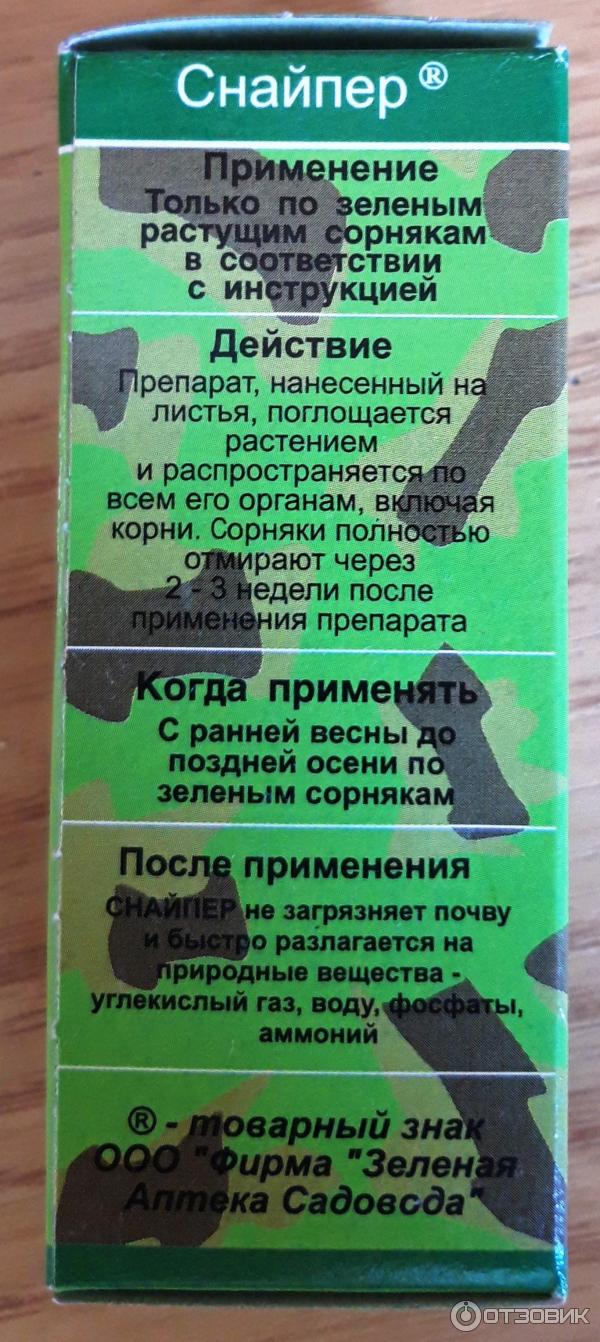 Снайпер ®
Применение
Только по зеленым
растущим сорнякам
в соответствии
с инструкцией
Действие
Препарат, нанесенный на
листья, поглощается
растением
и распространяется по
всем его органам, включая
корни. Сорняки полностью
отмирают через
2 - 3 недели после
применения препарата
Когда применять
С ранней весны до
поздней осени по
зеленым сорнякам
После применения
СНАЙПЕР не загрязняет почву
и быстро разлагается на
природные вещества -
углекислый газ, воду, фосфаты,
аммоний
® - товарный знак
ООО "Фирма "Зеленая
Аптека Садовода"
ОТЗОВИК